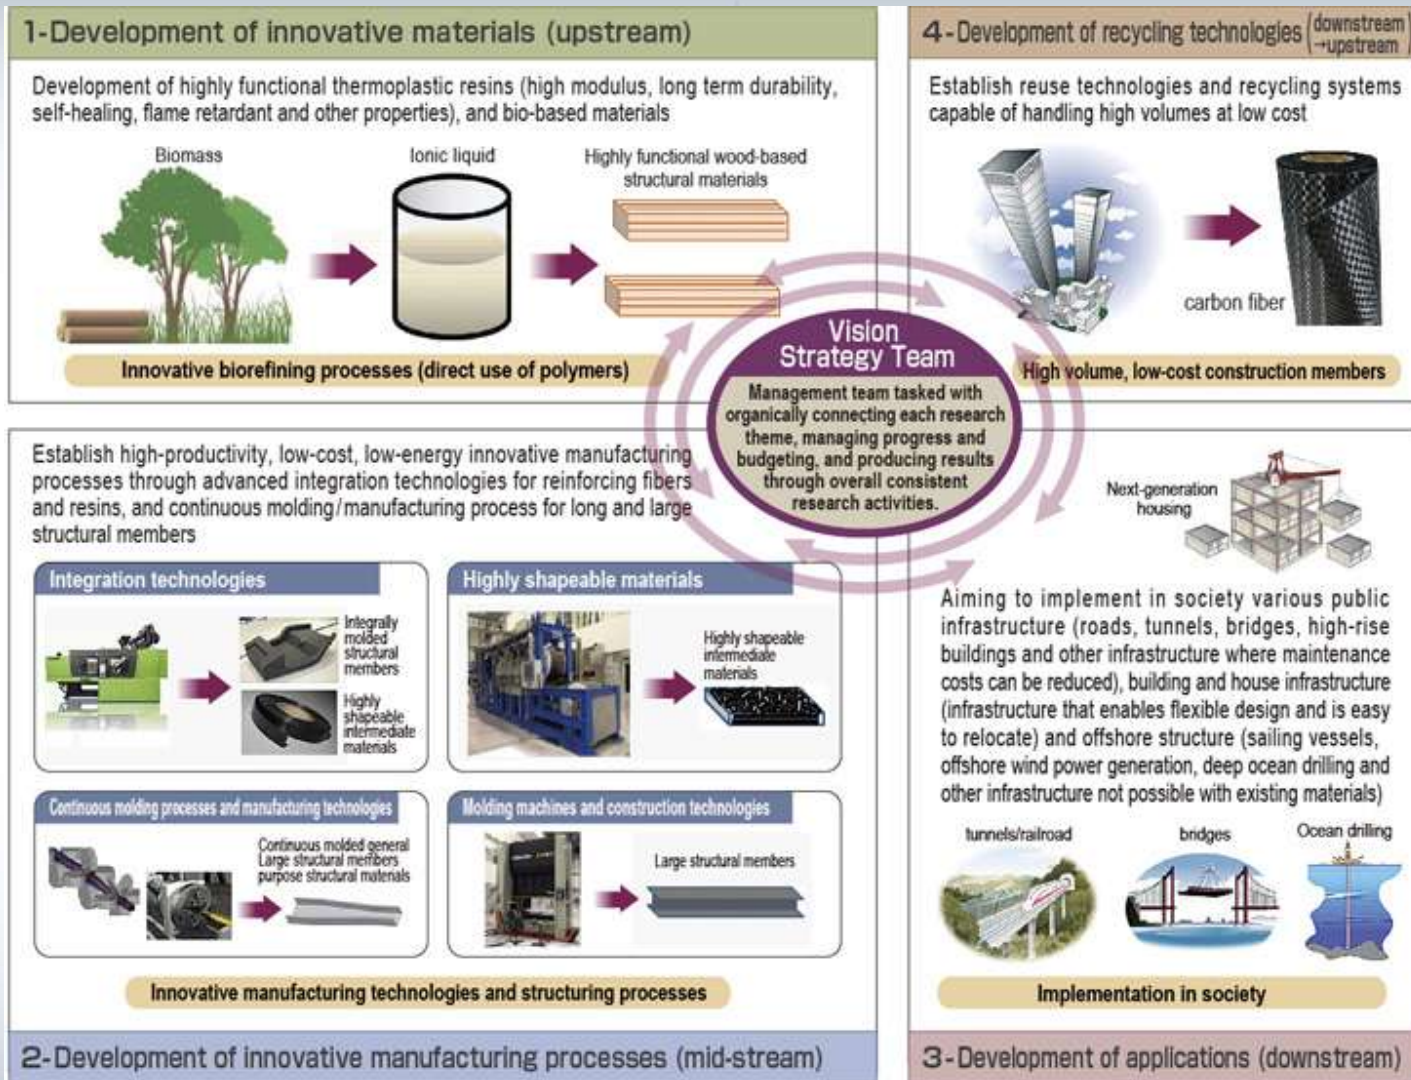 1-Development of innovative materials (upstream)
Development of highly functional thermoplastic resins (high modulus, long term durability,
self-healing, flame retardant and other properties), and bio-based materials
Biomass
Ionic liquid
Highly functional wood-based
structural materials
Innovative biorefining processes (direct use of polymers)
4-Development of recycling technologies (downstream
→upstream)
Establish reuse technologies and recycling systems
capable of handling high volumes at low cost
carbon fiber
High volume, low-cost construction members
Vision
Strategy Team
Management team tasked with
organically connecting each research
theme, managing progress and
budgeting, and producing results
through overall consistent
research activities.
Establish high-productivity, low-cost, low-energy innovative manufacturing
processes through advanced integration technologies for reinforcing fibers
and resins, and continuous molding/manufacturing process for long and large
structural members
Integration technologies
Integrally
molded
structural
members
Highly
shapeable
intermediate
materials
Highly shapeable materials
Highly shapeable
intermediate
materials
Continuous molding processes and manufacturing technologies
Continuous molded general
Large structural members
purpose structural materials
Molding machines and construction technologies
Large structural members
Innovative manufacturing technologies and structuring processes
2-Development of innovative manufacturing processes (mid-stream)
Next-generation
housing
Aiming to implement in society various public
infrastructure (roads, tunnels, bridges, high-rise
buildings and other infrastructure where maintenance
costs can be reduced), building and house infrastructure
(infrastructure that enables flexible design and is easy
to relocate) and offshore structure (sailing vessels,
offshore wind power generation, deep ocean drilling and
other infrastructure not possible with existing materials)
tunnels/railroad
bridges
Ocean drilling
Implementation in society
3-Development of applications (downstream)